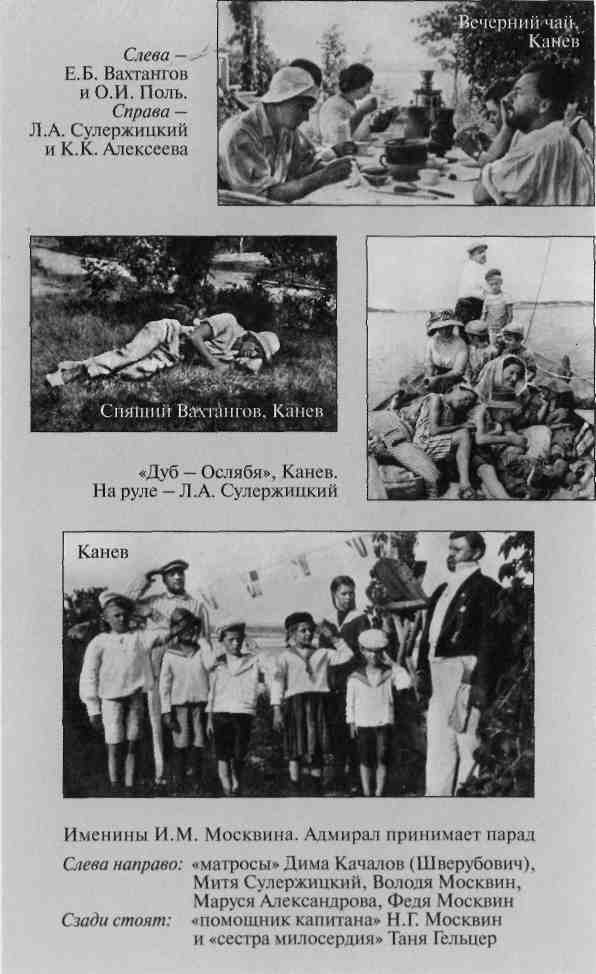 Вечерний чай,
Канев
Слева –
Е.Б. Вахтангов
и О.И. Поль.
Справа –
Л.А. Сулержицкий
и К.К. Алексеева
Спящий Вахтангов, Канев
«Дуб – Ослябя», Канев.
На руле – Л.А. Сулержицкий
Канев
Именины И.М. Москвина. Адмирал принимает парад
Слева направо: «матросы» Дима Качалов (Шверубович),
Митя Сулержицкий, Володя Москвин,
Маруся Александрова, Федя Москвин
Сзади стоят: «помощник капитана» Н.Г. Москвин
и «сестра милосердия» Таня Гельцер